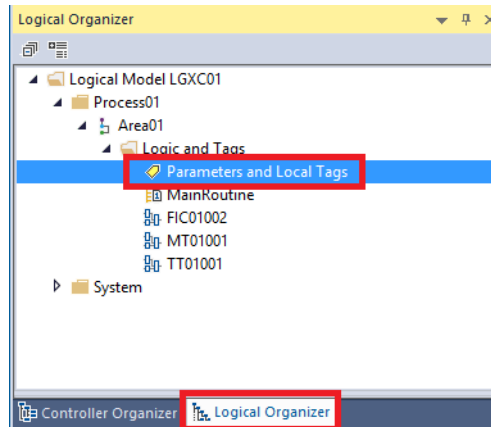 Logical Organizer
Logical Model LGXC01
Process01
Area01
Logic and Tags
Parameters and Local Tags
MainRoutine
FIC01002
MT01001
TT01001
System
Controller Organizer Logical Organizer